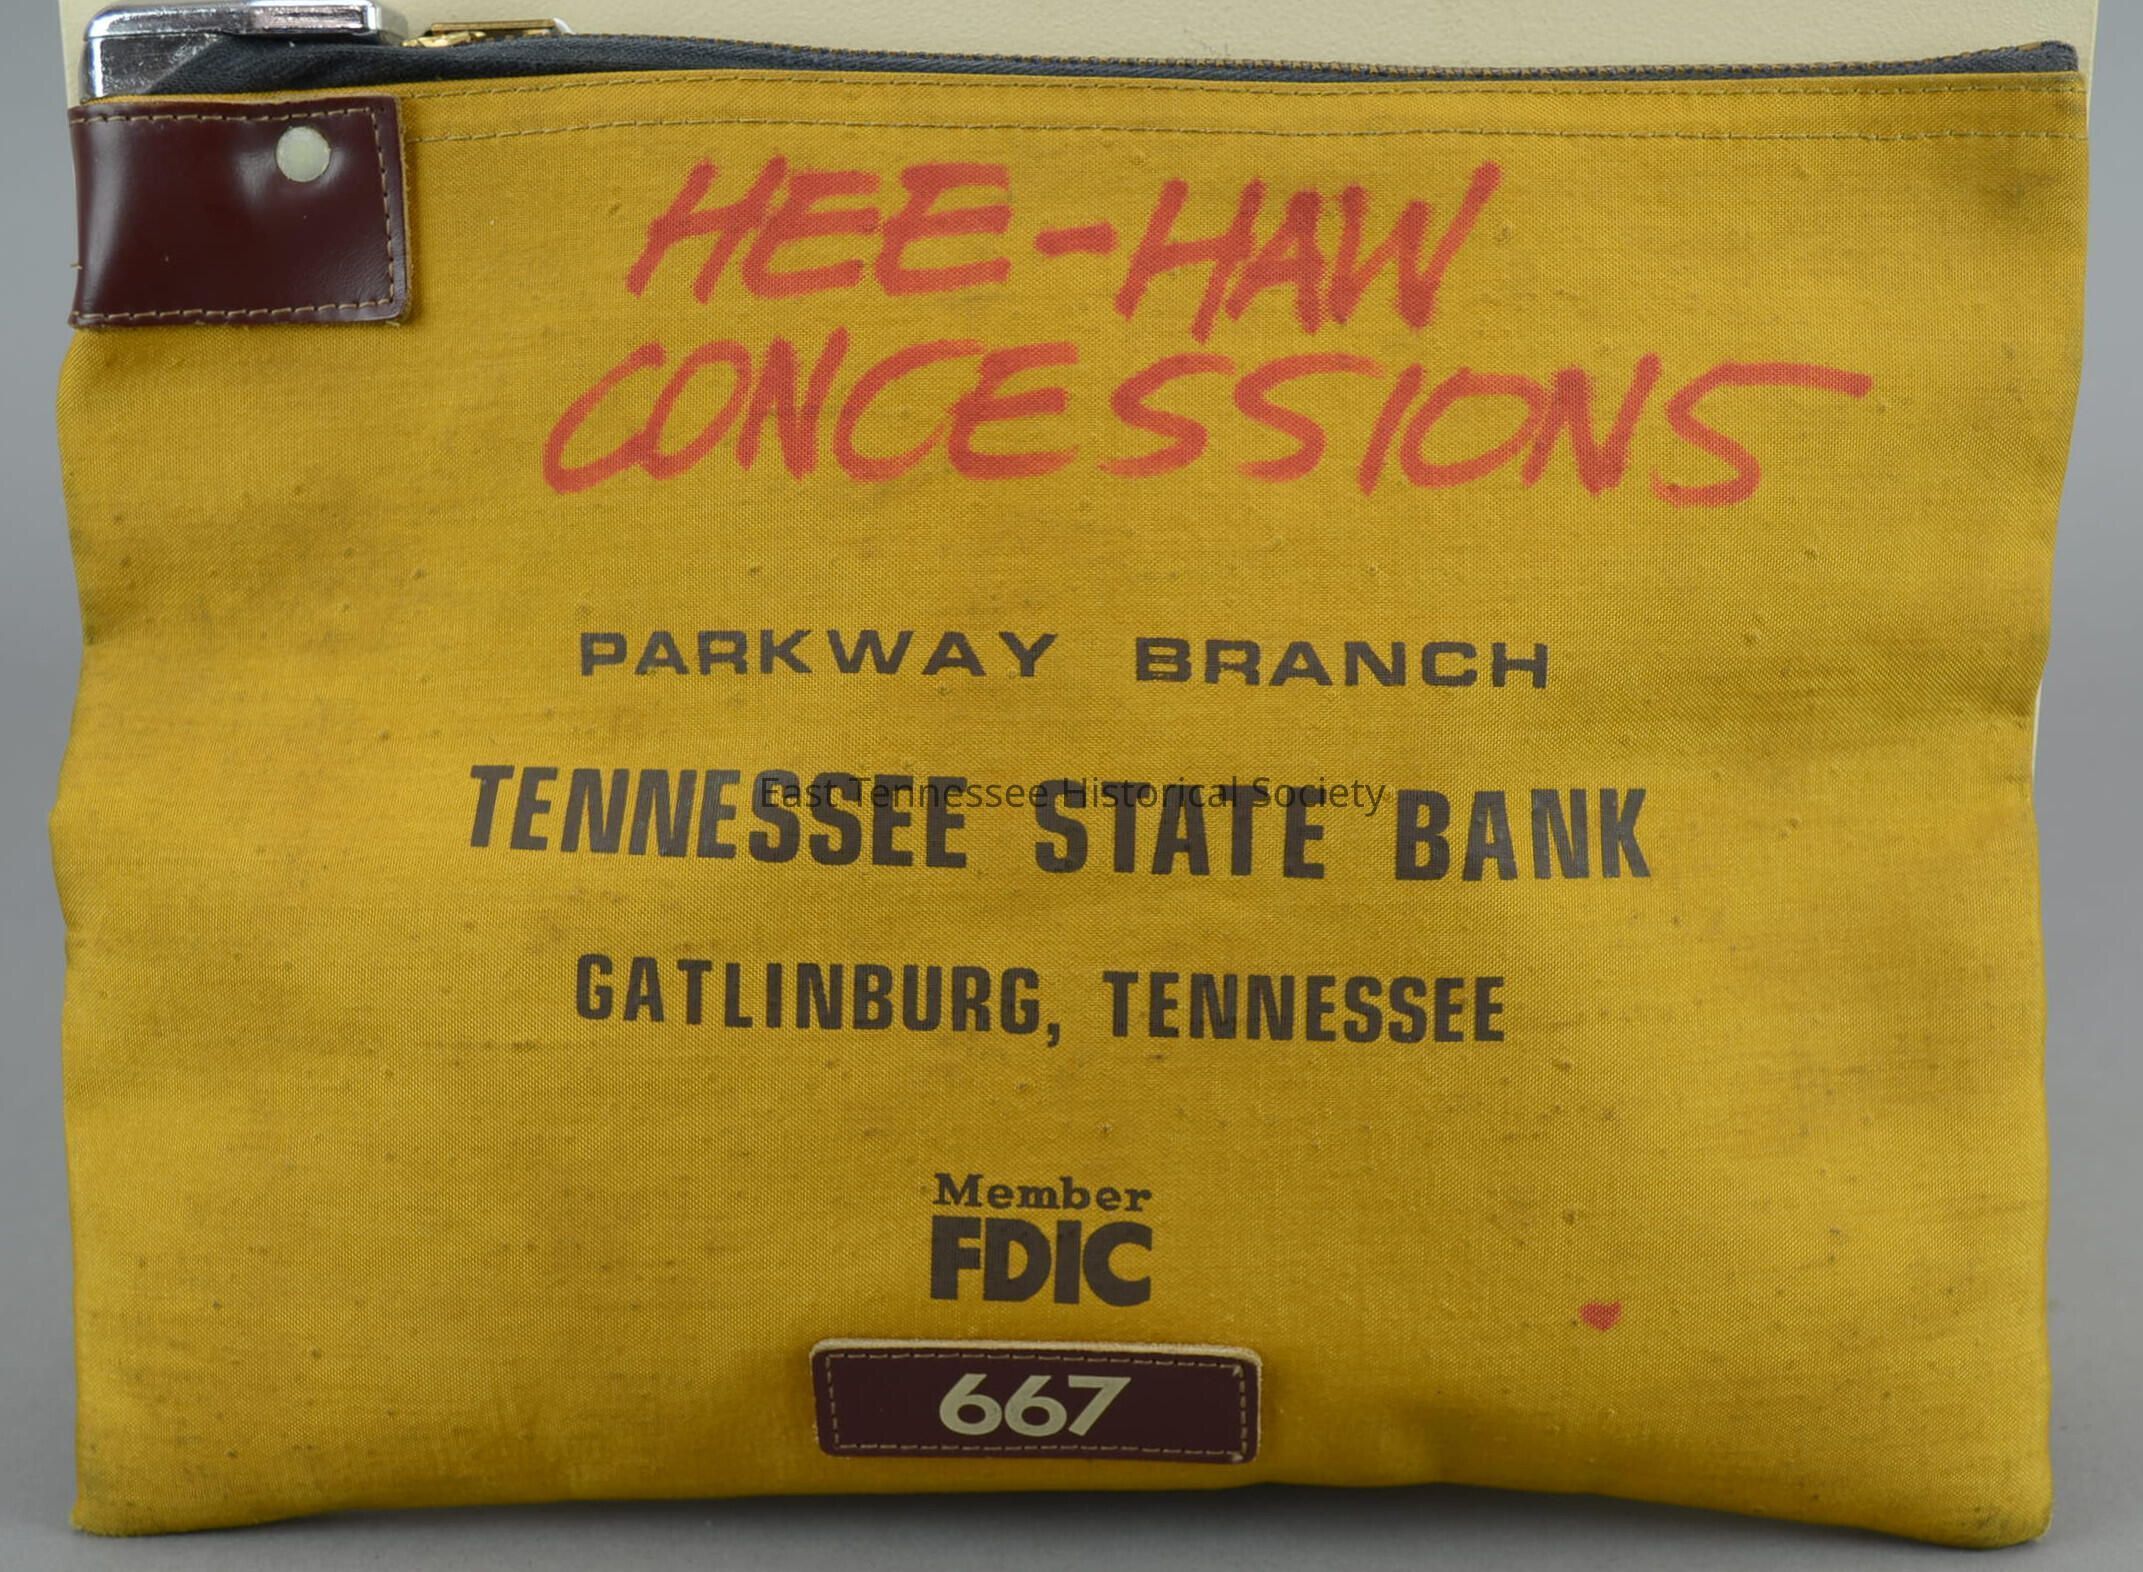 HEE-HAW
CONCESSIONS
PARKWAY BRANCH
TENNESSEE STATE BANK
East Tennessee Historical Society
GATLINBURG, TENNESSEE
Member
FDIC
667